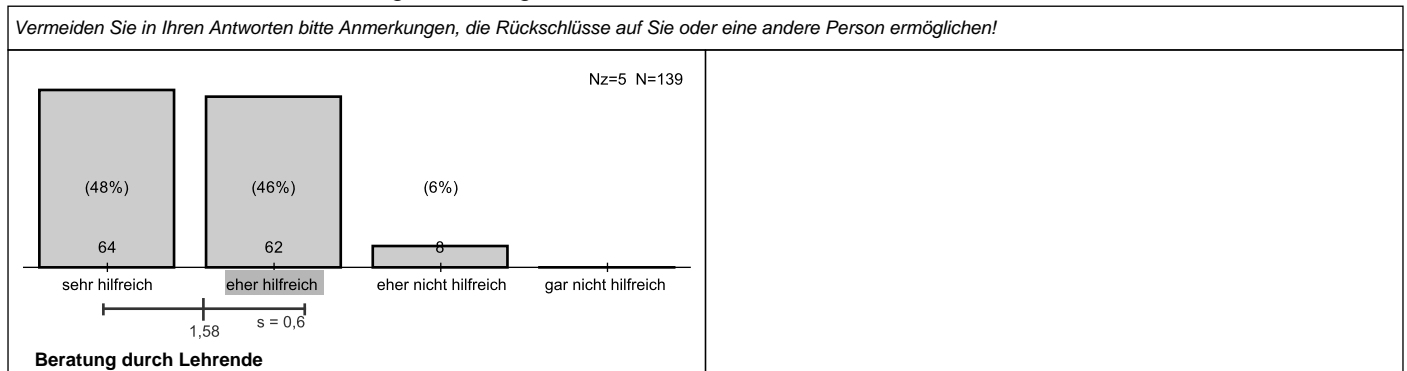 Vermeiden Sie in Ihren Antworten bitte Anmerkungen, die Rückschlüsse auf Sie oder eine andere Person ermöglichen!
Nz=5 N=139
(48%) (46%) (6%)
64 62 8
sehr hilfreich eher hilfreich eher nicht hilfreich gar nicht hilfreich
1,58 s = 0,6
Beratung durch Lehrende